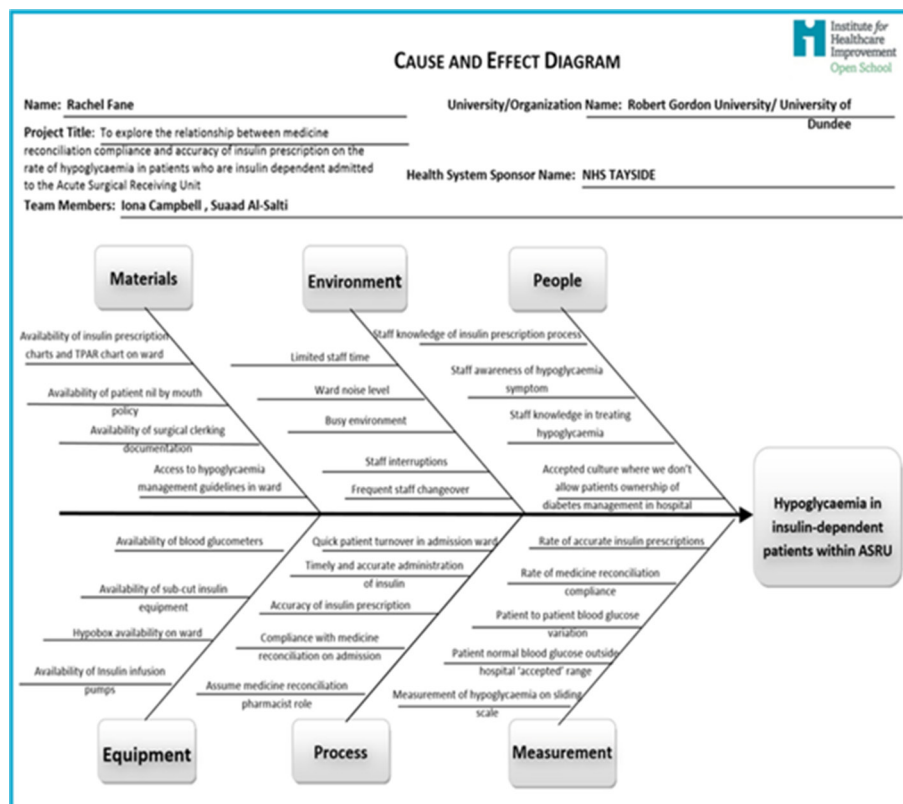 Institute for
Healthcare
Improvement
Open School
CAUSE AND EFFECT DIAGRAM
Name: Rachel Fane
University/Organization Name: Robert Gordon University/ University of
Dundee
Project Title: To explore the relationship between medicine
reconciliation compliance and accuracy of insulin prescription on the
rate of hypoglycaemia in patients who are insulin dependent admitted
to the Acute Surgical Receiving Unit
Health System Sponsor Name: NHS TAYSIDE
Team Members: Iona Campbell , Suaad Al-Salti
Materials
Availability of insulin prescription
charts and TPAR chart on ward
Availability of patient nil by mouth
policy
Availability of surgical clerking
documentation
Access to hypoglycaemia
management guidelines in ward
Environment
Limited staff time
Ward noise level
Busy environment
Staff interruptions
Frequent staff changeover
People
Staff knowledge of insulin prescription process
Staff awareness of hypoglycaemia
symptom
Staff knowledge in treating
hypoglycaemia
Accepted culture where we don't
allow patients ownership of
diabetes management in hospital
Hypoglycaemia in
insulin-dependent
patients within ASRU
Availability of blood glucometers
Availability of sub-cut insulin
equipment
Hypobox availability on ward
Availability of Insulin infusion
pumps
Equipment
Quick patient turnover in admission ward
Timely and accurate administration
of insulin
Accuracy of insulin prescription
Compliance with medicine
reconciliation on admission
Assume medicine reconciliation
pharmacist role
Process
Rate of accurate insulin prescriptions
Rate of medicine reconciliation
compliance
Patient to patient blood glucose
variation
Patient normal blood glucose outside
hospital 'accepted' range
Measurement of hypoglycaemia on sliding
scale
Measurement